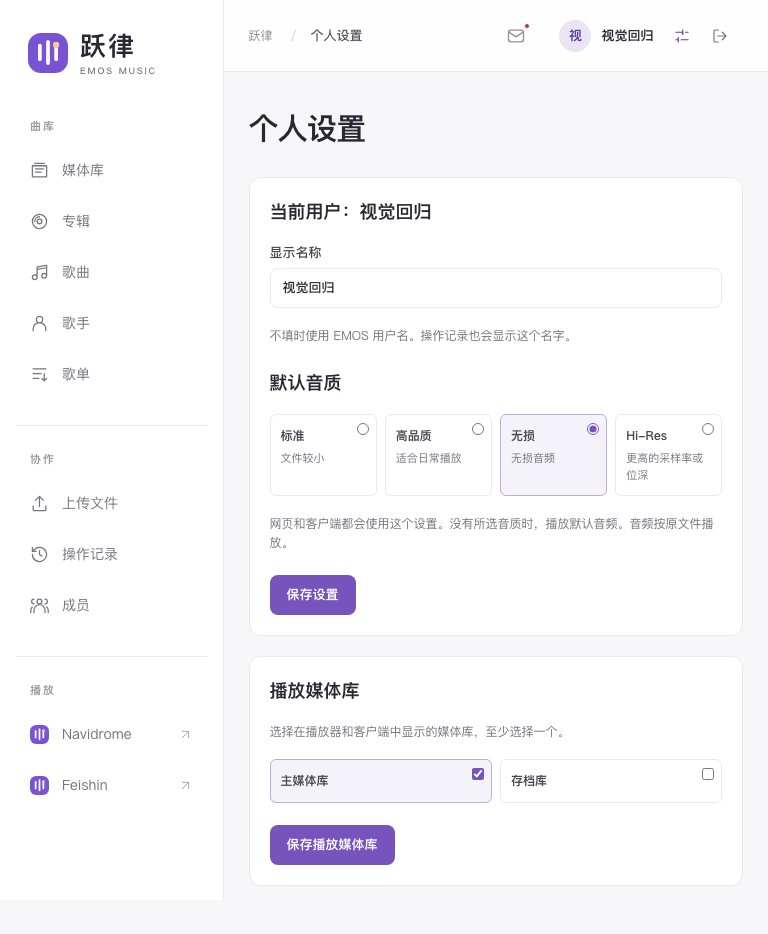 跃律
EMOS MUSIC
曲库
媒体库
专辑
歌曲
歌手
歌单
协作
上传文件
操作记录
成员
播放
Navidrome
Feishin
跃律 / 个人设置
视 视觉回归
个人设置
当前用户：视觉回归
显示名称
视觉回归
不填时使用 EMOS 用户名。操作记录也会显示这个名字。
默认音质
标准
文件较小
高品质
适合日常播放
无损
无损音频
Hi-Res
更高的采样率或
位深
网页和客户端都会使用这个设置。没有所选音质时，播放默认音频。音频按原文件播
放。
保存设置
播放媒体库
选择在播放器和客户端中显示的媒体库，至少选择一个。
主媒体库
存档库
保存播放媒体库